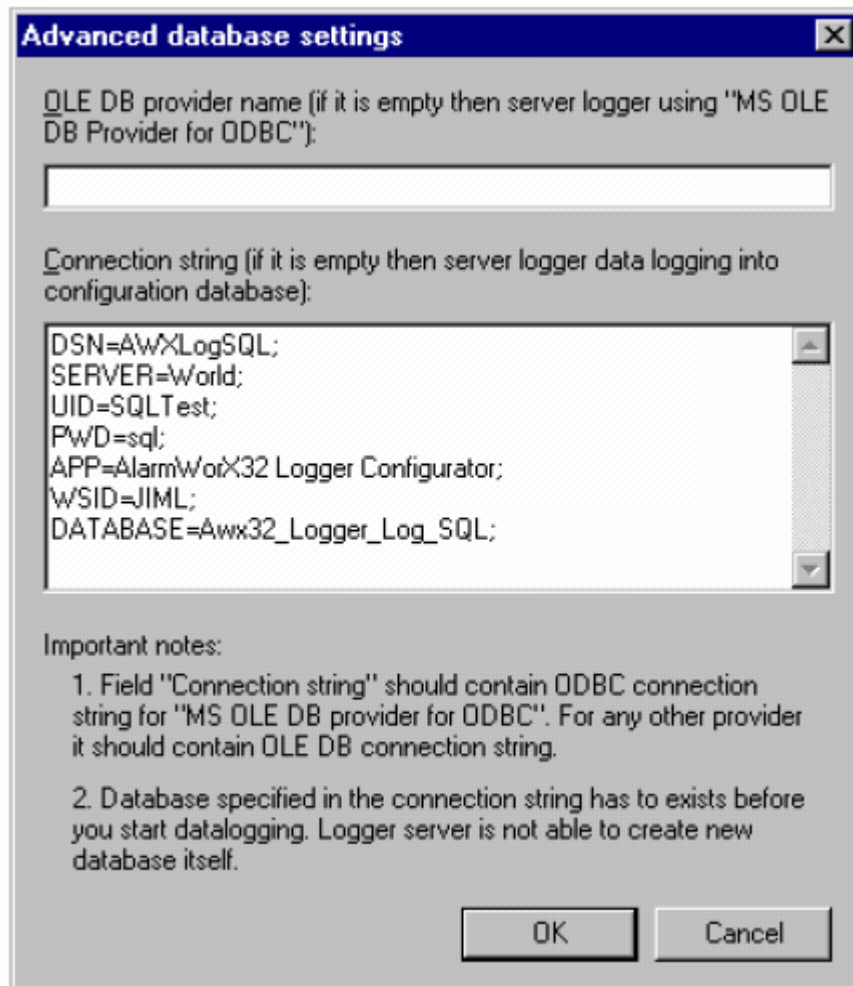 Advanced database settings
OLE DB provider name (if it is empty then server logger using "MS OLE
DB Provider for ODBC"):
Connection string (if it is empty then server logger data logging into
configuration database):
DSN=AWXLogSQL;
SERVER=World;
UID=SQLTest;
PWD=sql;
APP=AlarmWorX32 Logger Configurator;
WSID=JIML;
DATABASE=Awx32_Logger_Log_SQL;
Important notes:
1. Field "Connection string" should contain ODBC connection
string for "MS OLE DB provider for ODBC". For any other provider
it should contain OLE DB connection string.
2. Database specified in the connection string has to exists before
you start datalogging. Logger server is not able to create new
database itself.
OK
Cancel